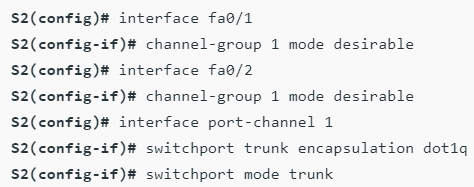 S2(config)# interface fa0/1
S2(config-if)# channel-group 1 mode desirable
S2(config)# interface fa0/2
S2(config-if)# channel-group 1 mode desirable
S2(config)# interface port-channel 1
S2(config-if)# switchport trunk encapsulation dot1q
S2(config-if)# switchport mode trunk